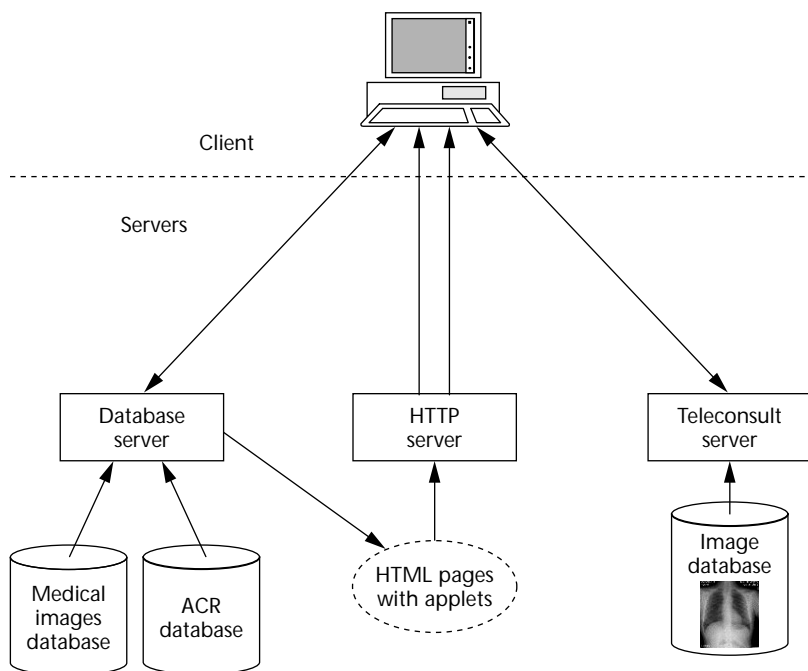 Client
Servers
Database
server
HTTP
server
Teleconsult
server
Medical
images
database
ACR
database
HTML pages
with applets
Image
database